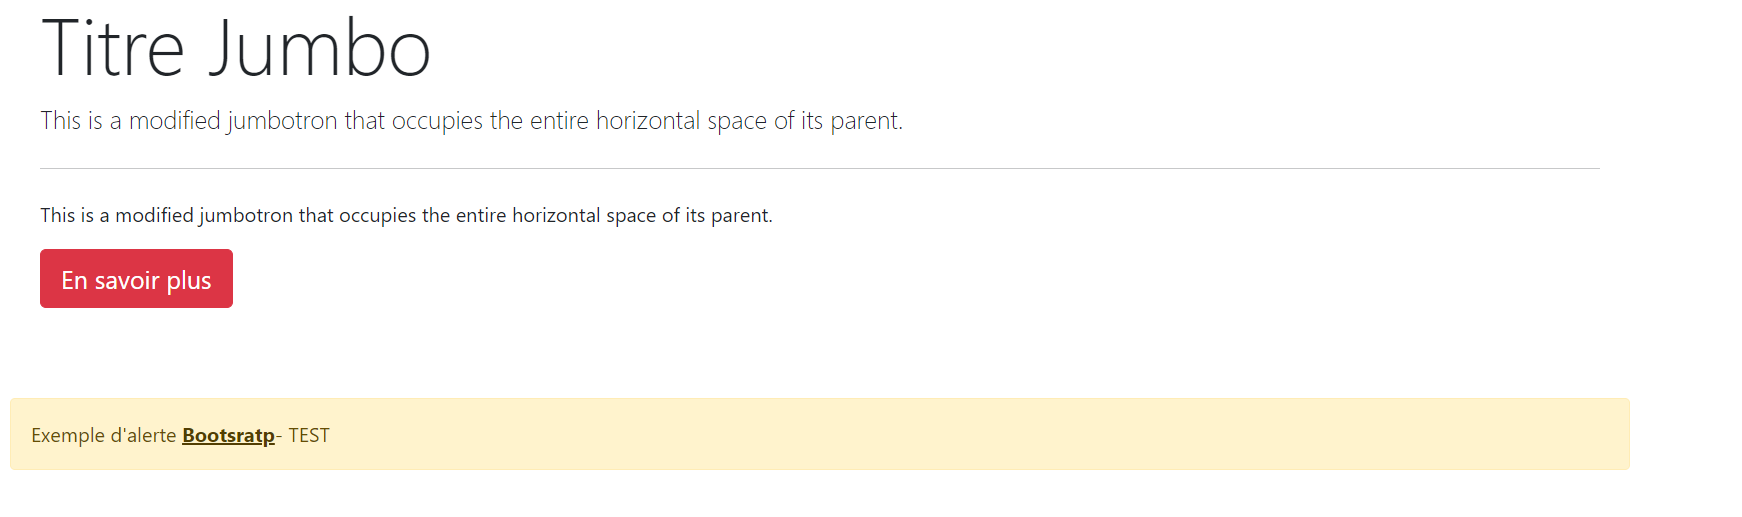 Titre Jumbo
This is a modified jumbotron that occupies the entire horizontal space of its parent.
This is a modified jumbotron that occupies the entire horizontal space of its parent.
En savoir plus
Exemple d'alerte Bootsratp- TEST